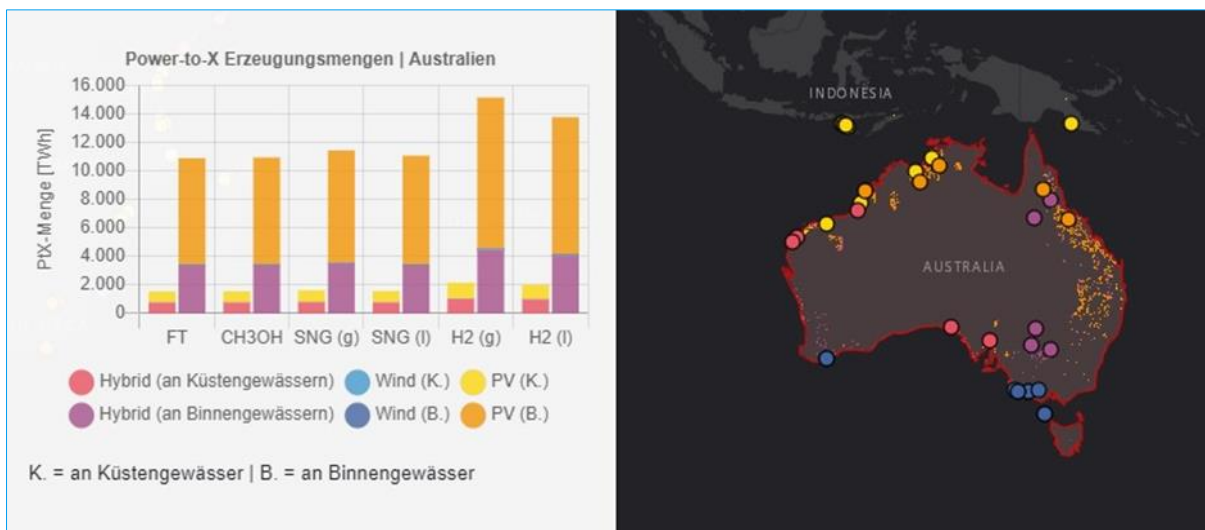 Power-to-X Erzeugungsmengen | Australien
PtX-Menge [TWh]
16.000
14.000
12.000
10.000
8.000
6.000
4.000
2.000
0
FT CH3OH SNG (g) SNG (l) H2 (g) H2 (l)
Hybrid (an Küstengewässern) Wind (K.) PV (K.)
Hybrid (an Binnengewässern) Wind (B.) PV (B.)
K. = an Küstengewässer | B. = an Binnengewässer
INDONESIA
AUSTRALIA